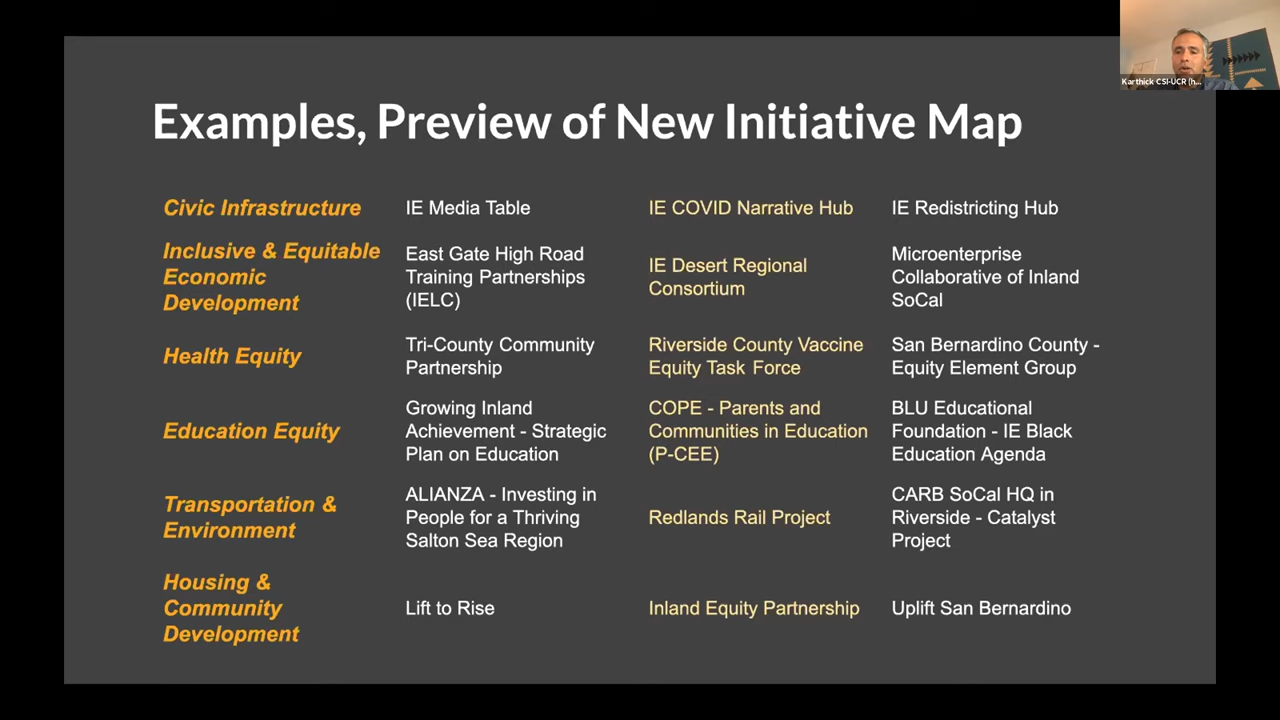 Karthick CSI-UCR (h...
Examples, Preview of New Initiative Map
Civic Infrastructure
IE Media Table
IE COVID Narrative Hub
IE Redistricting Hub
Inclusive & Equitable
Economic
Development
East Gate High Road
Training Partnerships
(IELC)
IE Desert Regional
Consortium
Microenterprise
Collaborative of Inland
SoCal
Health Equity
Tri-County Community
Partnership
Riverside County Vaccine
Equity Task Force
San Bernardino County -
Equity Element Group
Education Equity
Growing Inland
Achievement - Strategic
Plan on Education
COPE - Parents and
Communities in Education
(P-CEE)
BLU Educational
Foundation - IE Black
Education Agenda
Transportation &
Environment
ALIANZA - Investing in
People for a Thriving
Salton Sea Region
Redlands Rail Project
CARB SoCal HQ in
Riverside - Catalyst
Project
Housing &
Community
Development
Lift to Rise
Inland Equity Partnership
Uplift San Bernardino